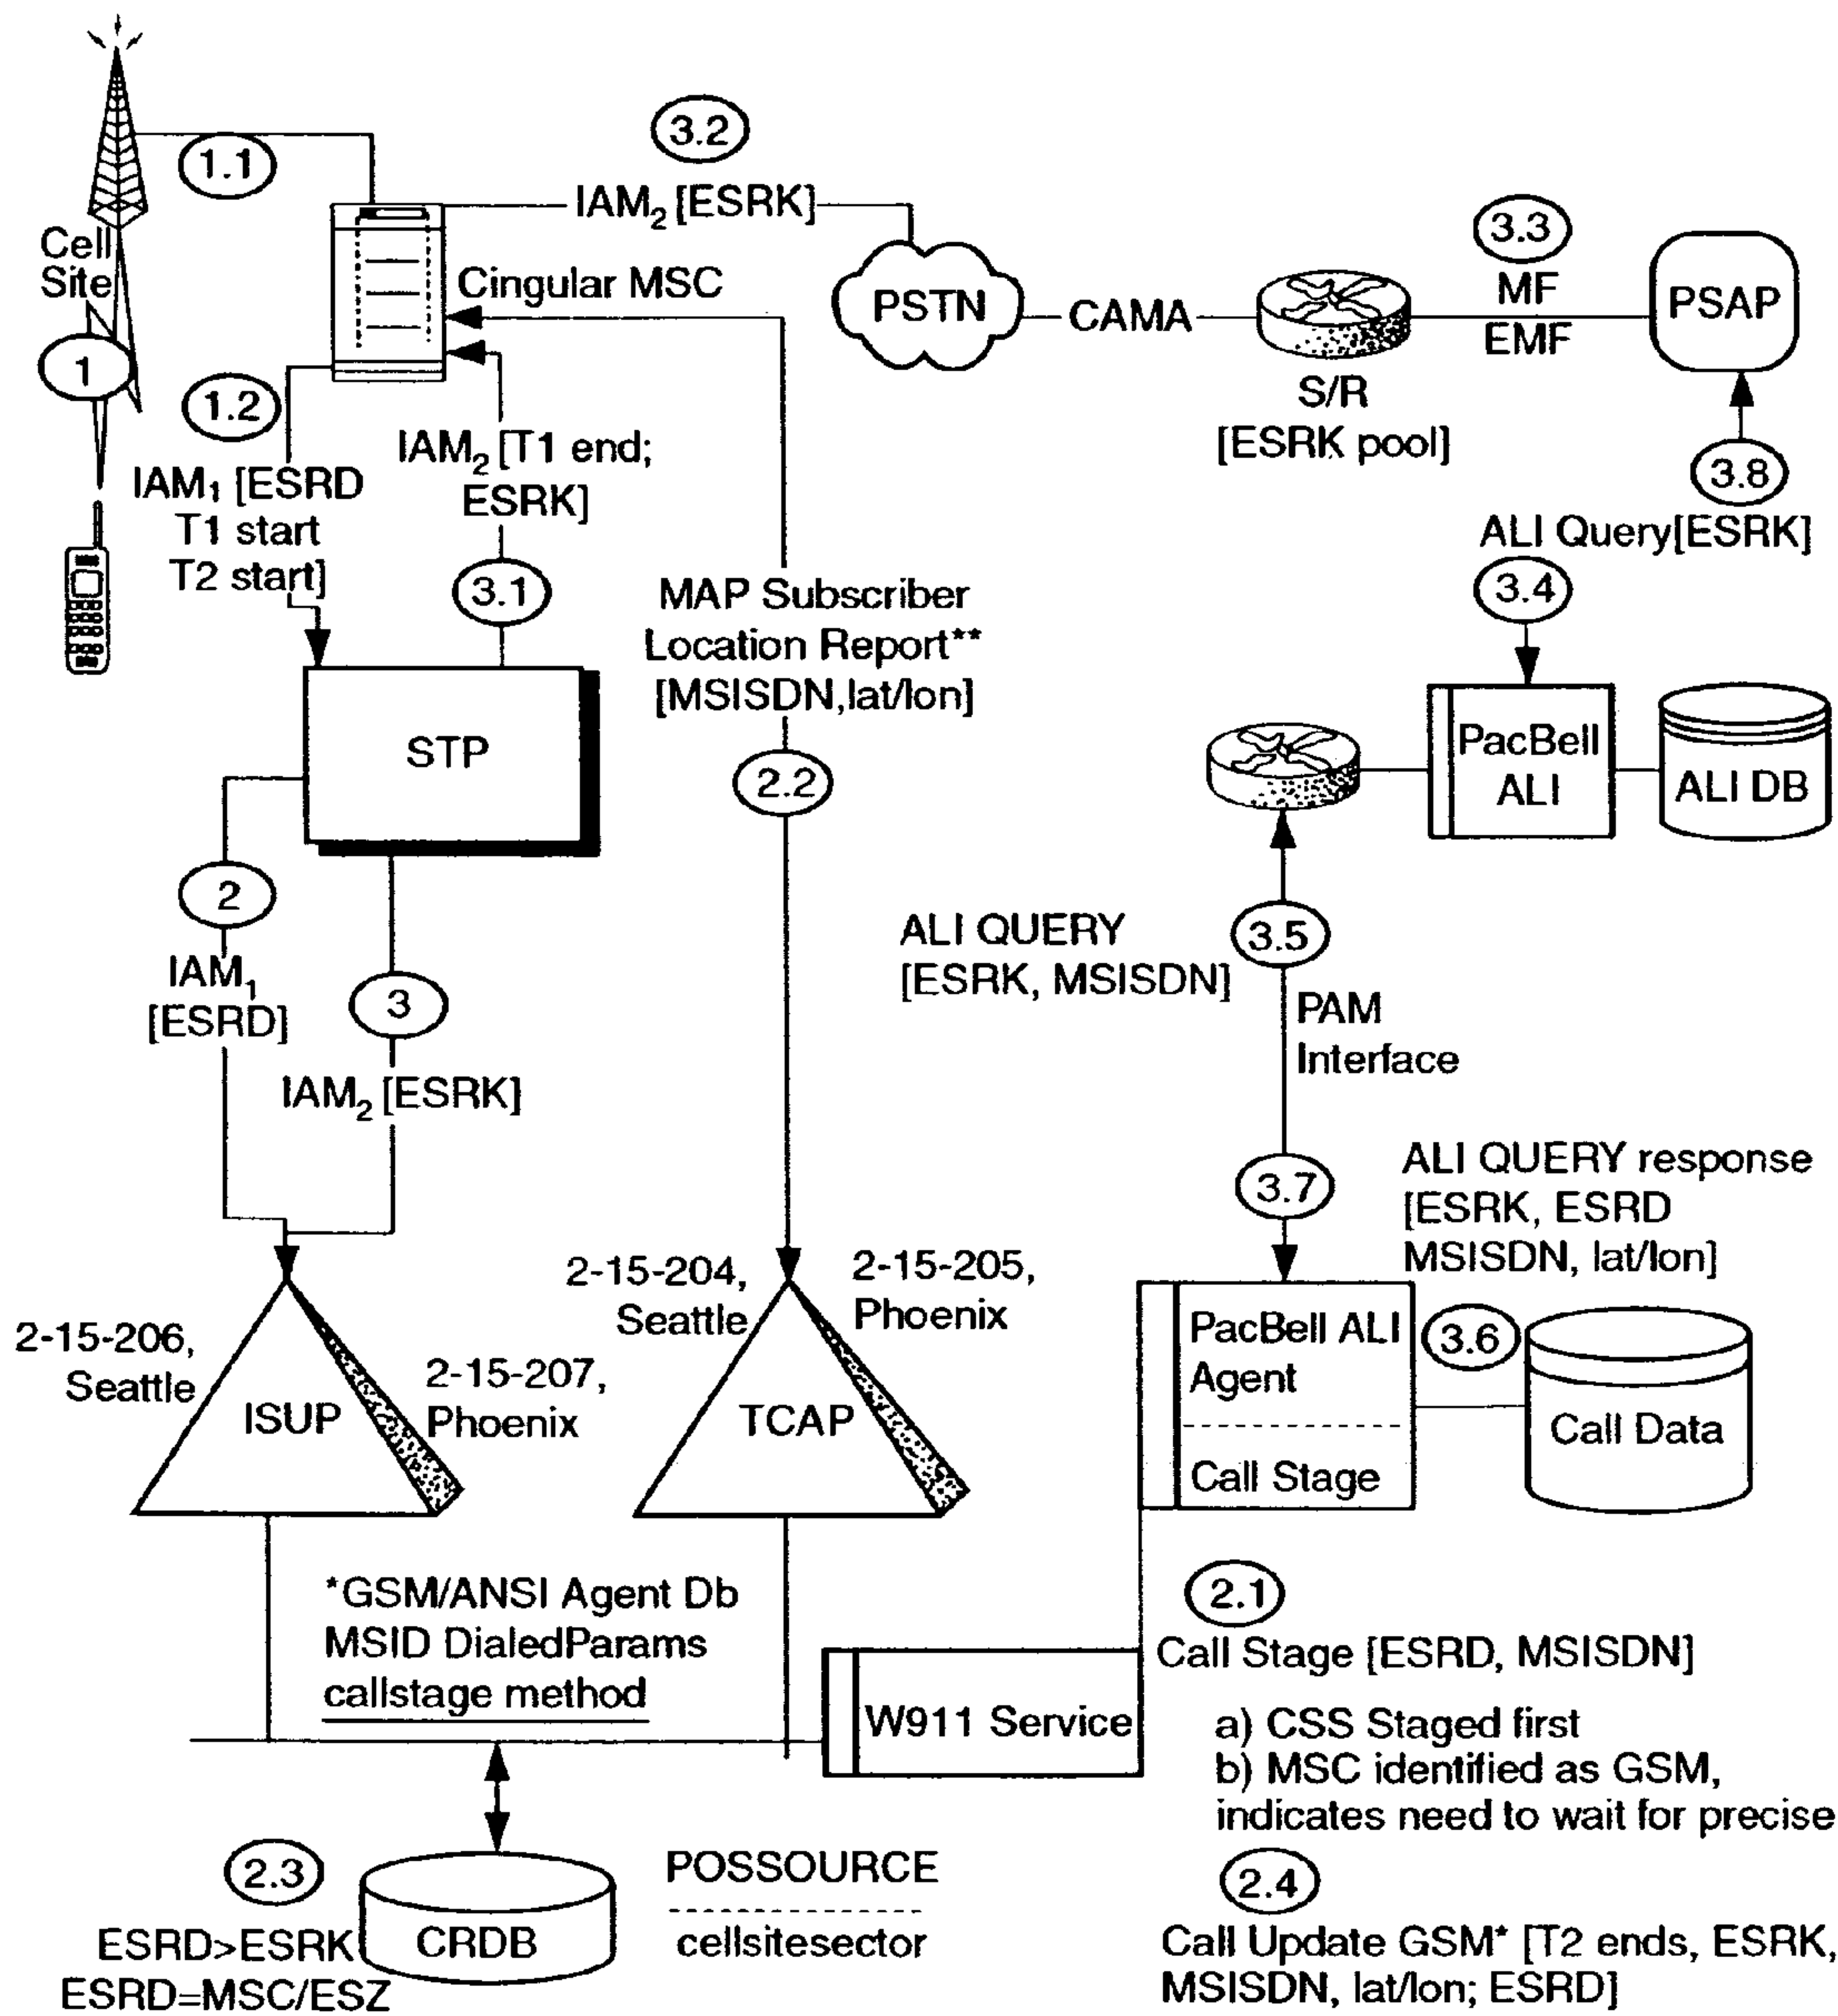 3.2
1.1
IAM₂ [ESRK]
3.3
Cell
Site
Cingular MSC
PSTN
CAMA
MF
EMF
PSAP
1
1.2
S/R
[ESRK pool]
IAM₁ [ESRD
T1 start
T2 start]
IAM₂ [T1 end;
ESRK]
3.8
ALI Query[ESRK]
3.1
3.4
MAP Subscriber
Location Report**
[MSISDN,lat/lon]
STP
2.2
PacBell
ALI
ALI DB
2
IAM₁
[ESRD]
3
IAM₂ [ESRK]
ALI QUERY
[ESRK, MSISDN]
3.5
PAM
Interface
3.7
ALI QUERY response
[ESRK, ESRD
MSISDN, lat/lon]
2-15-206,
Seattle
ISUP
2-15-207,
Phoenix
2-15-204,
Seattle
TCAP
2-15-205,
Phoenix
PacBell ALI
Agent
Call Stage
3.6
Call Data
*GSM/ANSI Agent Db
MSID DialedParams
callstage method
W911 Service
2.1
Call Stage [ESRD, MSISDN]
a) CSS Staged first
b) MSC identified as GSM,
indicates need to wait for precise
2.3
ESRD>ESRK
ESRD=MSC/ESZ
CRDB
POSSOURCE
cellsitesector
2.4
Call Update GSM* [T2 ends, ESRK,
MSISDN, lat/lon; ESRD]